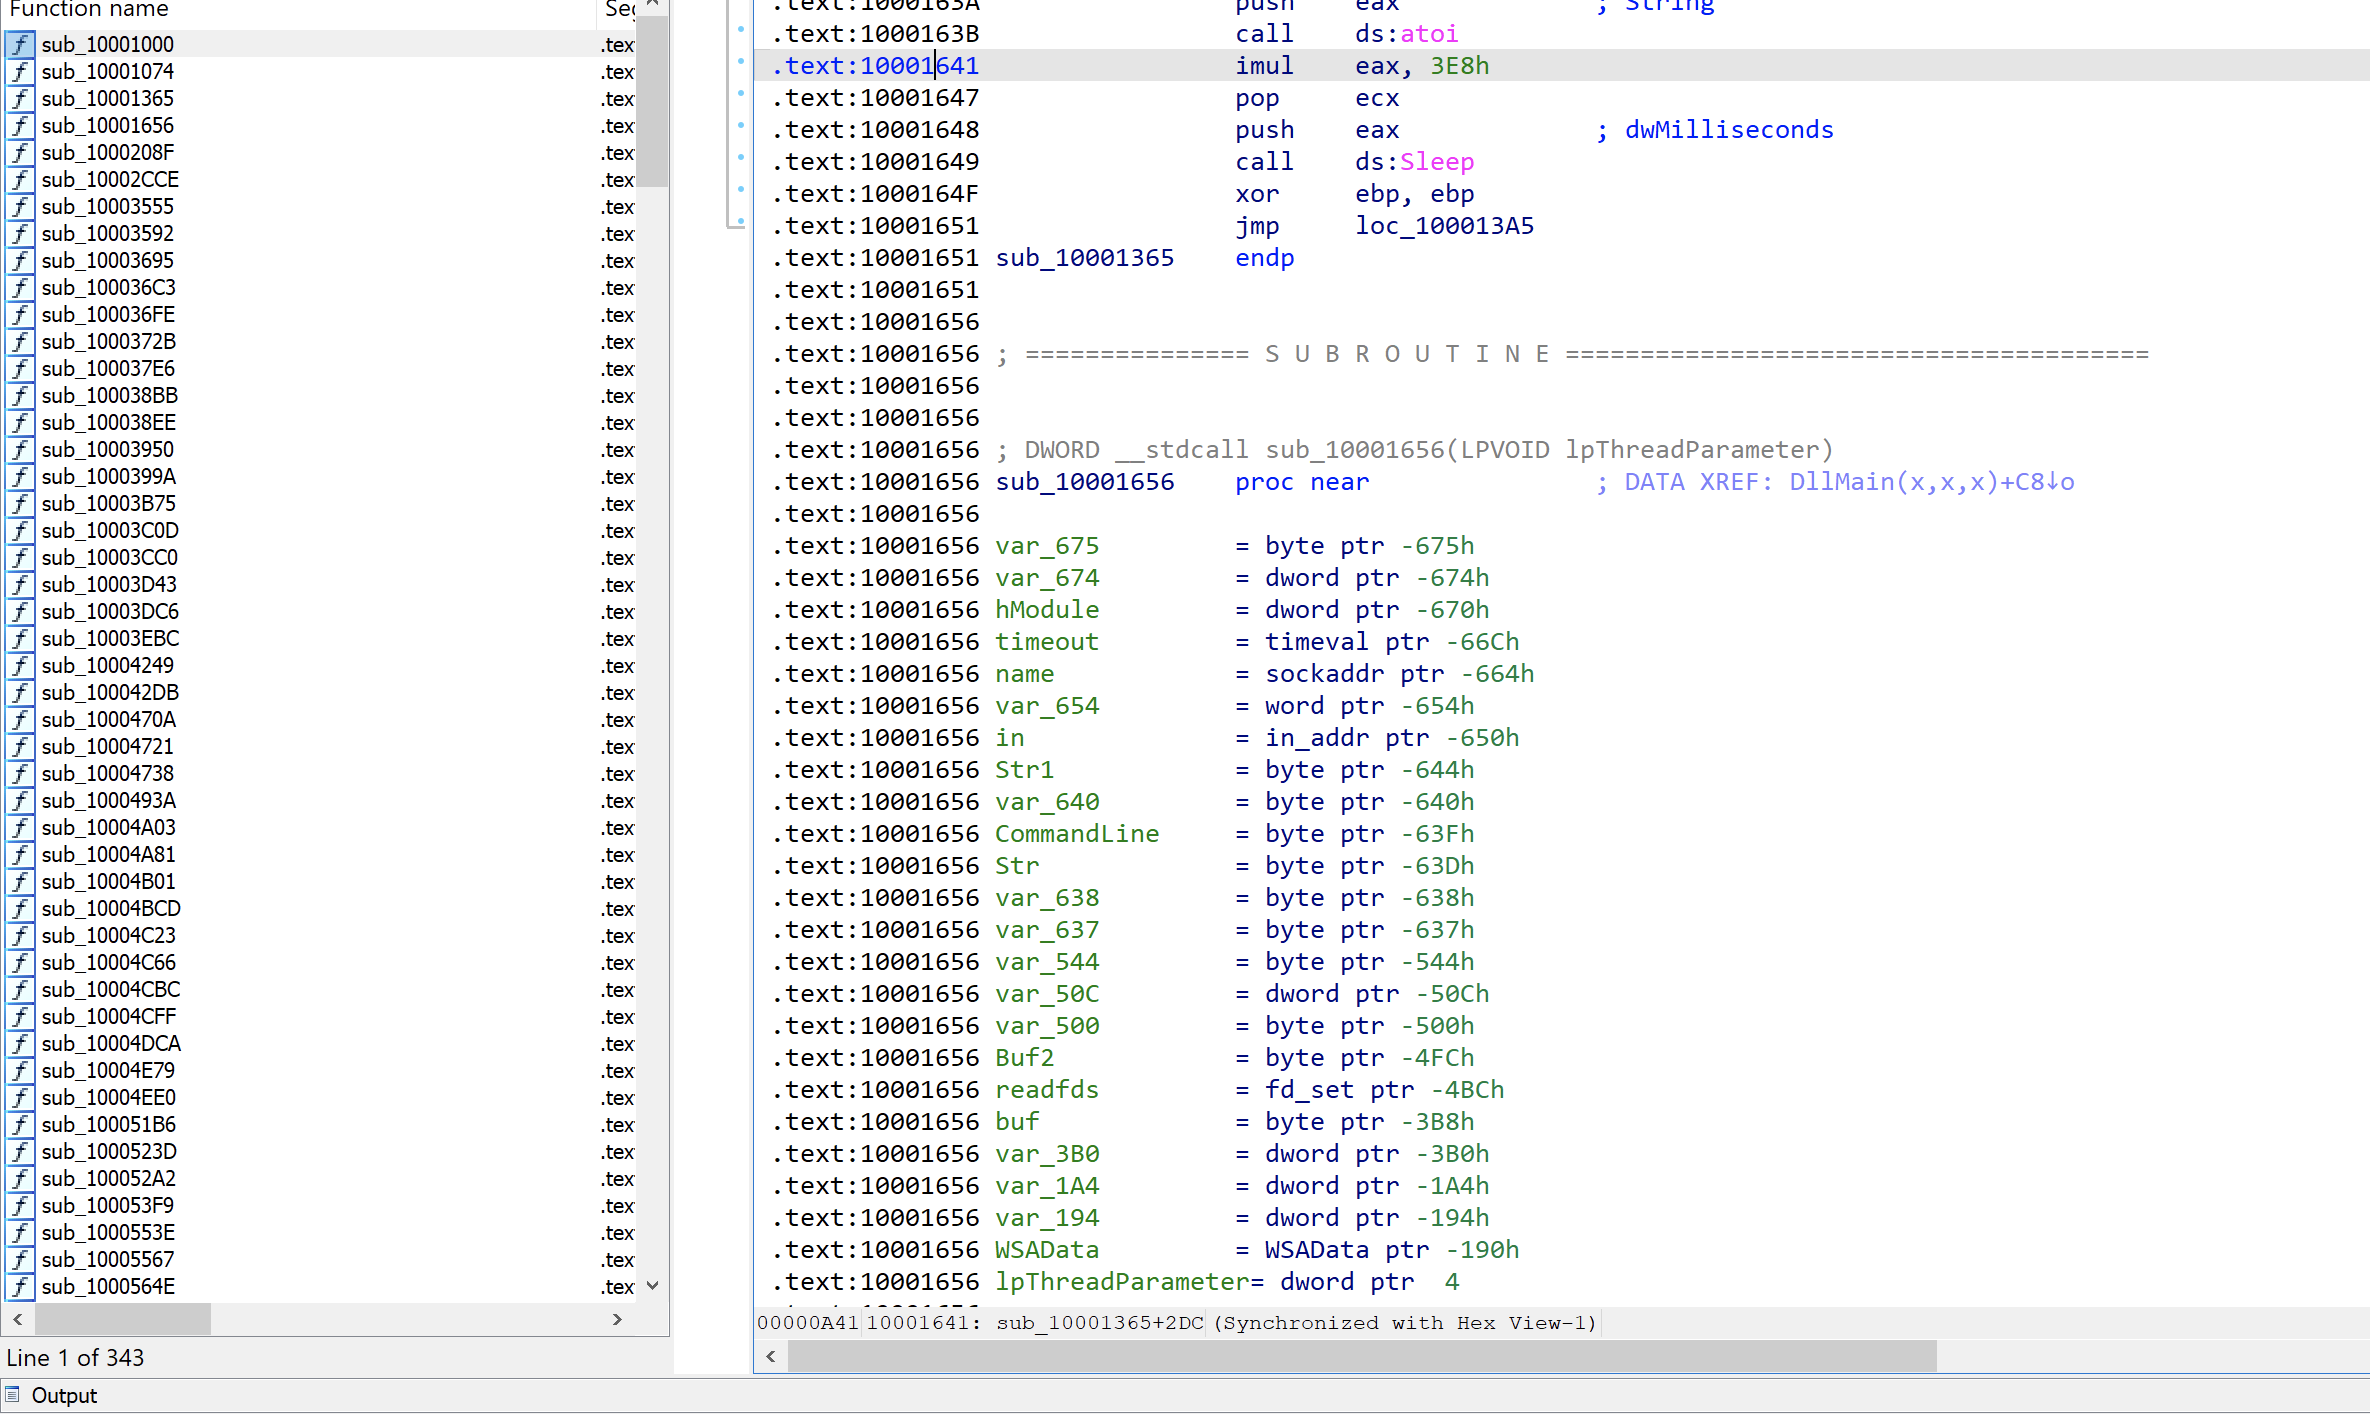 Function name Seg
sub_10001000 .tex
sub_10001074 .tex
sub_10001365 .tex
sub_10001656 .tex
sub_1000208F .tex
sub_10002CCE .tex
sub_10003555 .tex
sub_10003592 .tex
sub_10003695 .tex
sub_100036C3 .tex
sub_100036FE .tex
sub_1000372B .tex
sub_100037E6 .tex
sub_100038BB .tex
sub_100038EE .tex
sub_10003950 .tex
sub_1000399A .tex
sub_10003B75 .tex
sub_10003C0D .tex
sub_10003CC0 .tex
sub_10003D43 .tex
sub_10003DC6 .tex
sub_10003EBC .tex
sub_10004249 .tex
sub_100042DB .tex
sub_1000470A .tex
sub_10004721 .tex
sub_10004738 .tex
sub_1000493A .tex
sub_10004A03 .tex
sub_10004A81 .tex
sub_10004B01 .tex
sub_10004BCD .tex
sub_10004C23 .tex
sub_10004C66 .tex
sub_10004CBC .tex
sub_10004CFF .tex
sub_10004DCA .tex
sub_10004E79 .tex
sub_10004EE0 .tex
sub_100051B6 .tex
sub_1000523D .tex
sub_100052A2 .tex
sub_100053F9 .tex
sub_1000553E .tex
sub_10005567 .tex
sub_1000564E .tex
Line 1 of 343
Output
.text:1000163A push eax ; String
.text:1000163B call ds:atoi
.text:10001641 imul eax, 3E8h
.text:10001647 pop ecx
.text:10001648 push eax ; dwMilliseconds
.text:10001649 call ds:Sleep
.text:1000164F xor ebp, ebp
.text:10001651 jmp loc_100013A5
.text:10001651 sub_10001365 endp
.text:10001651
.text:10001656
.text:10001656 ; =============== S U B R O U T I N E =======================================
.text:10001656
.text:10001656
.text:10001656 ; DWORD __stdcall sub_10001656(LPVOID lpThreadParameter)
.text:10001656 sub_10001656 proc near ; DATA XREF: DllMain(x,x,x)+C8↓o
.text:10001656
.text:10001656 var_675 = byte ptr -675h
.text:10001656 var_674 = dword ptr -674h
.text:10001656 hModule = dword ptr -670h
.text:10001656 timeout = timeval ptr -66Ch
.text:10001656 name = sockaddr ptr -664h
.text:10001656 var_654 = word ptr -654h
.text:10001656 in = in_addr ptr -650h
.text:10001656 Str1 = byte ptr -644h
.text:10001656 var_640 = byte ptr -640h
.text:10001656 CommandLine = byte ptr -63Fh
.text:10001656 Str = byte ptr -63Dh
.text:10001656 var_638 = byte ptr -638h
.text:10001656 var_637 = byte ptr -637h
.text:10001656 var_544 = byte ptr -544h
.text:10001656 var_50C = dword ptr -50Ch
.text:10001656 var_500 = byte ptr -500h
.text:10001656 Buf2 = byte ptr -4FCh
.text:10001656 readfds = fd_set ptr -4BCh
.text:10001656 buf = byte ptr -3B8h
.text:10001656 var_3B0 = dword ptr -3B0h
.text:10001656 var_1A4 = dword ptr -1A4h
.text:10001656 var_194 = dword ptr -194h
.text:10001656 WSAData = WSAData ptr -190h
.text:10001656 lpThreadParameter= dword ptr 4
00000A41 10001641: sub_10001365+2DC (Synchronized with Hex View-1)